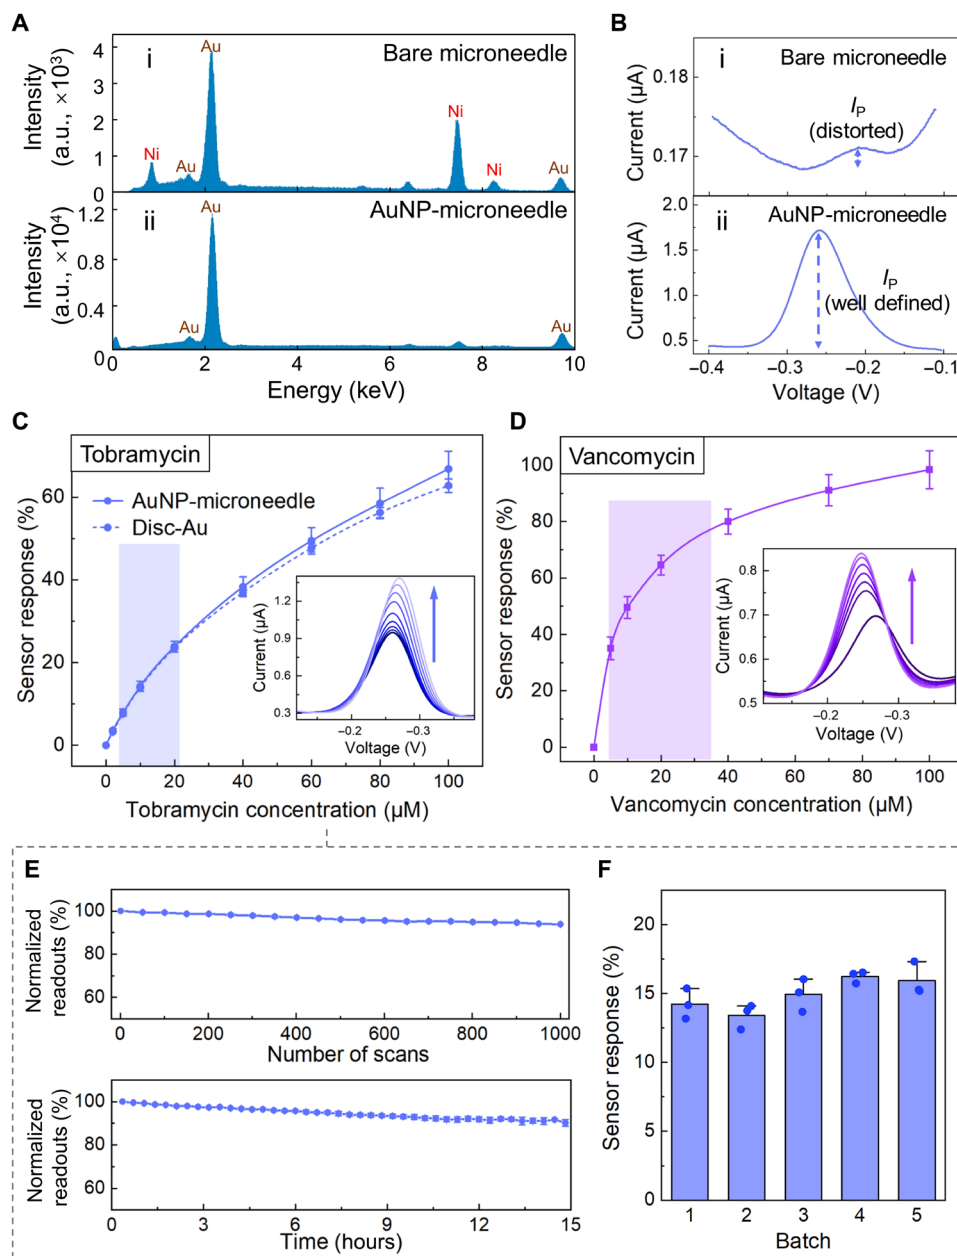 A
i
Bare microneedle
Intensity
(a.u., ×10³)
4
3
2
1
0
Ni
Au
Au
Ni
Ni
Au
ii
AuNP-microneedle
Intensity
(a.u., ×10⁴)
1.2
0.8
0.4
0
Au
Au
Au
0
2
4
6
8
10
Energy (keV)
B
i
Bare microneedle
Current (µA)
0.18
0.17
I_P
(distorted)
ii
AuNP-microneedle
Current (µA)
2.0
1.5
1.0
0.5
I_P
(well defined)
−0.4
−0.3
−0.2
−0.1
Voltage (V)
C
Tobramycin
AuNP-microneedle
Disc-Au
Sensor response (%)
60
40
20
0
0
20
40
60
80
100
Tobramycin concentration (µM)
Current (µA)
1.2
0.9
0.6
0.3
−0.2
−0.3
Voltage (V)
D
Vancomycin
Sensor response (%)
100
80
60
40
20
0
0
20
40
60
80
100
Vancomycin concentration (µM)
Current (µA)
0.8
0.7
0.6
0.5
−0.2
−0.3
Voltage (V)
E
Normalized
readouts (%)
100
80
60
0
200
400
600
800
1000
Number of scans
Normalized
readouts (%)
100
80
60
0
3
6
9
12
15
Time (hours)
F
Sensor response (%)
20
15
15
5
0
1
2
3
4
5
Batch